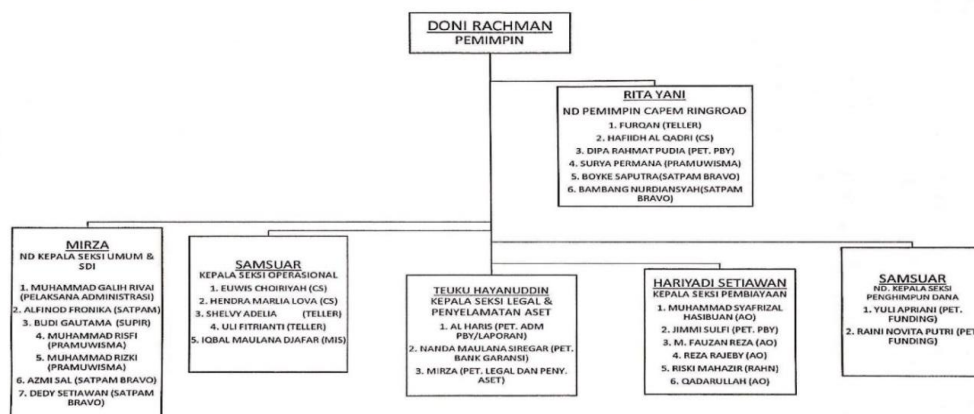 DONI RACHMAN
PEMIMPIN
RITA YANI
ND PEMIMPIN CAPEM RINGROAD
1. FURQAN (TELLER)
2. HAFIIDH AL QADRI (CS)
3. DIPA RAHMAT PUDIA (PET. PBY)
4. SURYA PERMANA (PRAMUWISMA)
5. BOYKE SAPUTRA(SATPAM BRAVO)
6. BAMBANG NURDIANSYAH(SATPAM
BRAVO)
MIRZA
ND KEPALA SEKSI UMUM &
SDI
1. MUHAMMAD GALIH RIVAI
(PELAKSANA ADMINISTRASI)
2. ALFINOD FRONIKA (SATPAM)
3. BUDI GAUTAMA (SUPIR)
4. MUHAMMAD RISFI
(PRAMUWISMA)
5. MUHAMMAD RIZKI
(PRAMUWISMA)
6. AZMI SAL (SATPAM BRAVO)
7. DEDY SETIAWAN (SATPAM
BRAVO)
SAMSUAR
KEPALA SEKSI OPERASIONAL
1. EUWIS CHOIRIYAH (CS)
2. HENDRA MARLIA LOVA (CS)
3. SHELVY ADELIA (TELLER)
4. ULI FITRIANTI (TELLER)
5. IQBAL MAULANA DJAFAR (MIS)
TEUKU HAYANUDDIN
KEPALA SEKSI LEGAL &
PENYELAMATAN ASET
1. AL HARIS (PET. ADM
PBY/LAPORAN)
2. NANDA MAULANA SIREGAR (PET.
BANK GARANSI)
3. MIRZA (PET. LEGAL DAN PENY.
ASET)
HARIYADI SETIAWAN
KEPALA SEKSI PEMBIAYAAN
1. MUHAMMAD SYAFRIZAL
HASIBUAN (AO)
2. JIMMI SULFI (PET. PBY)
3. M. FAUZAN REZA (AO)
4. REZA RAJEBY (AO)
5. RISKI MAHAZIR (RAHN)
6. QADARULLAH (AO)
SAMSUAR
ND. KEPALA SEKSI
PENGHIMPUN DANA
1. YULI APRIANI (PET.
FUNDING)
2. RAINI NOVITA PUTRI (PET
FUNDING)